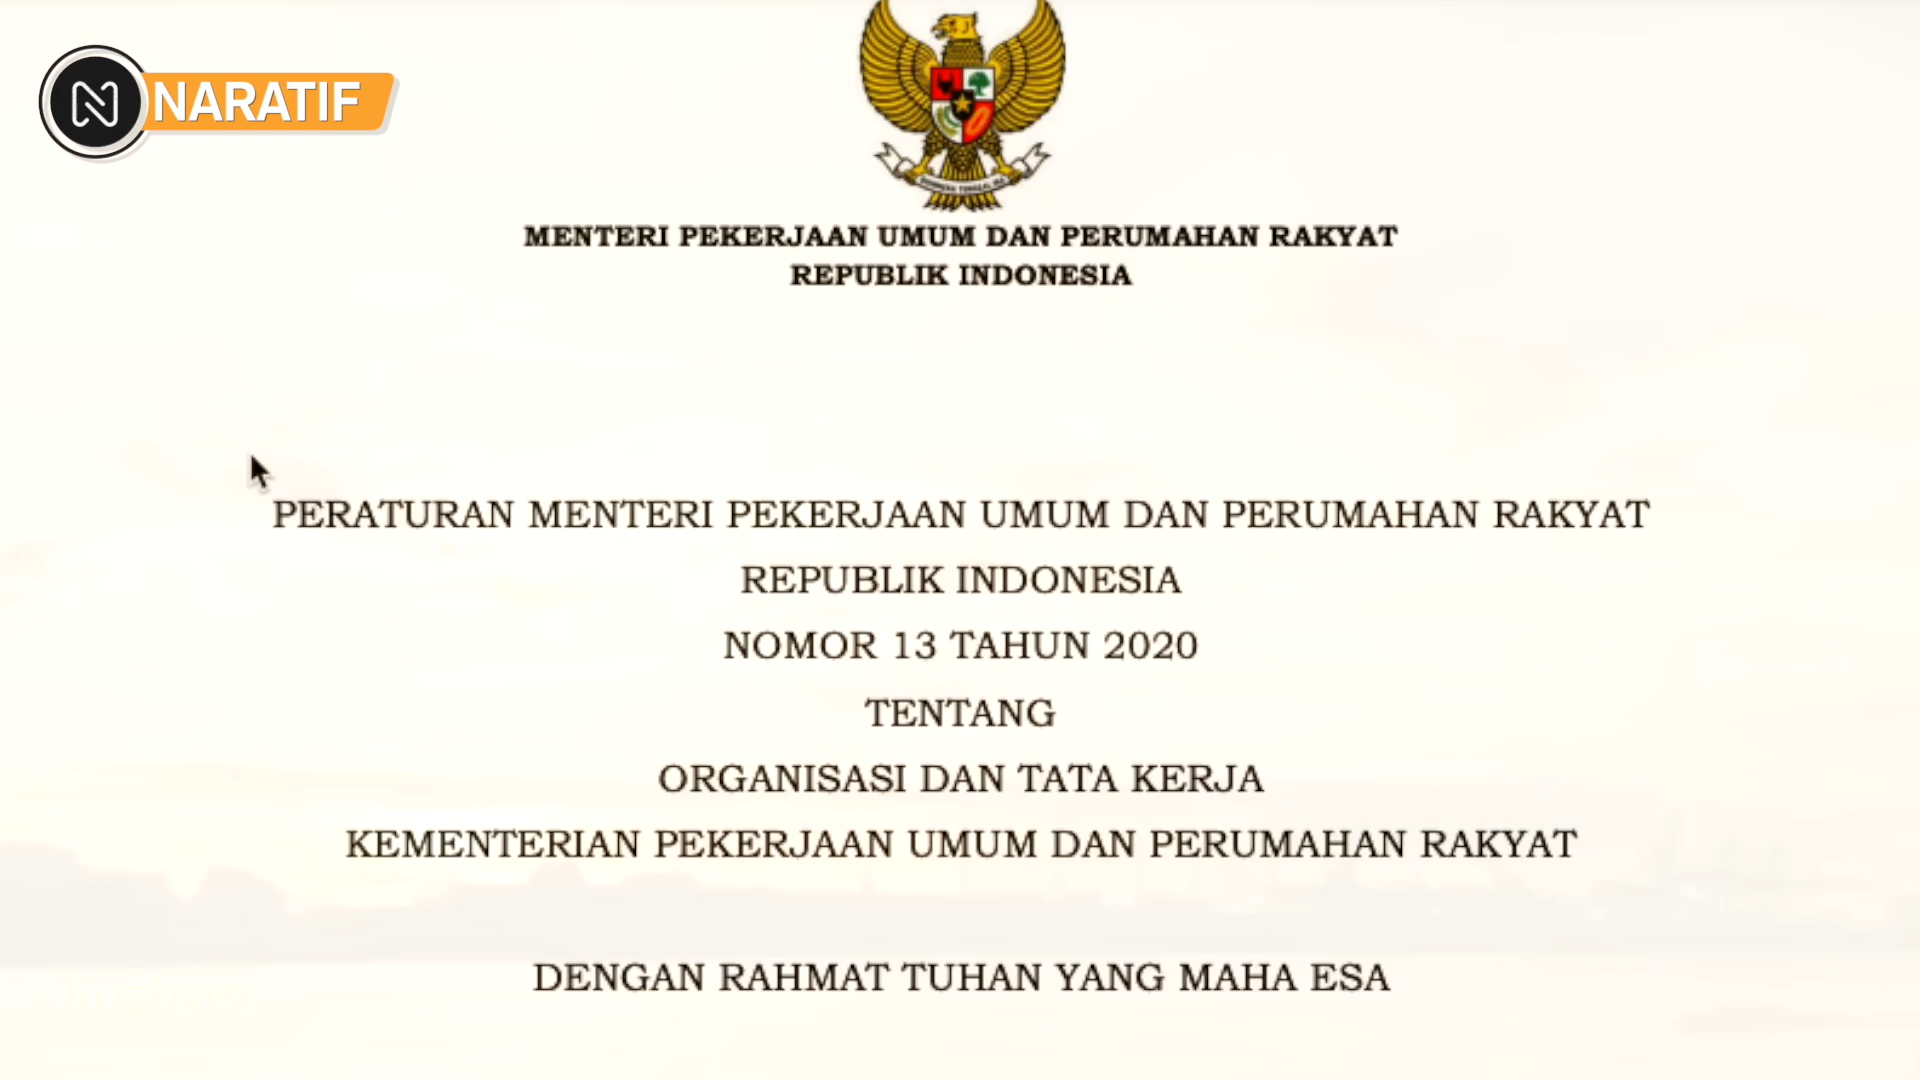 NARATIF
MENTERI PEKERJAAN UMUM DAN PERUMAHAN RAKYAT
REPUBLIK INDONESIA
PERATURAN MENTERI PEKERJAAN UMUM DAN PERUMAHAN RAKYAT
REPUBLIK INDONESIA
NOMOR 13 TAHUN 2020
TENTANG
ORGANISASI DAN TATA KERJA
KEMENTERIAN PEKERJAAN UMUM DAN PERUMAHAN RAKYAT
DENGAN RAHMAT TUHAN YANG MAHA ESA